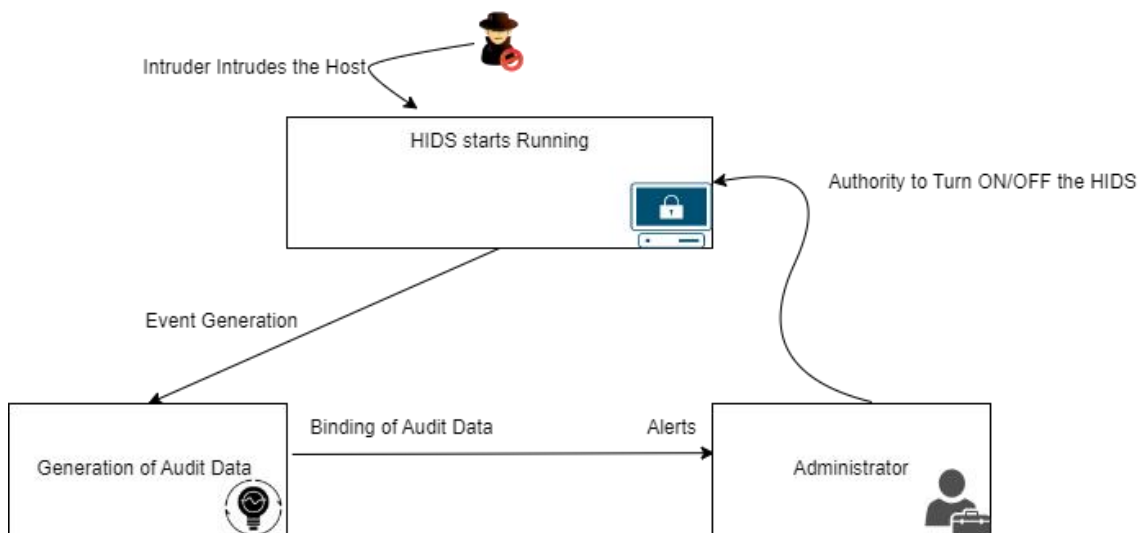 Intruder Intrudes the Host
HIDS starts Running
Authority to Turn ON/OFF the HIDS
Event Generation
Binding of Audit Data
Alerts
Generation of Audit Data
Administrator